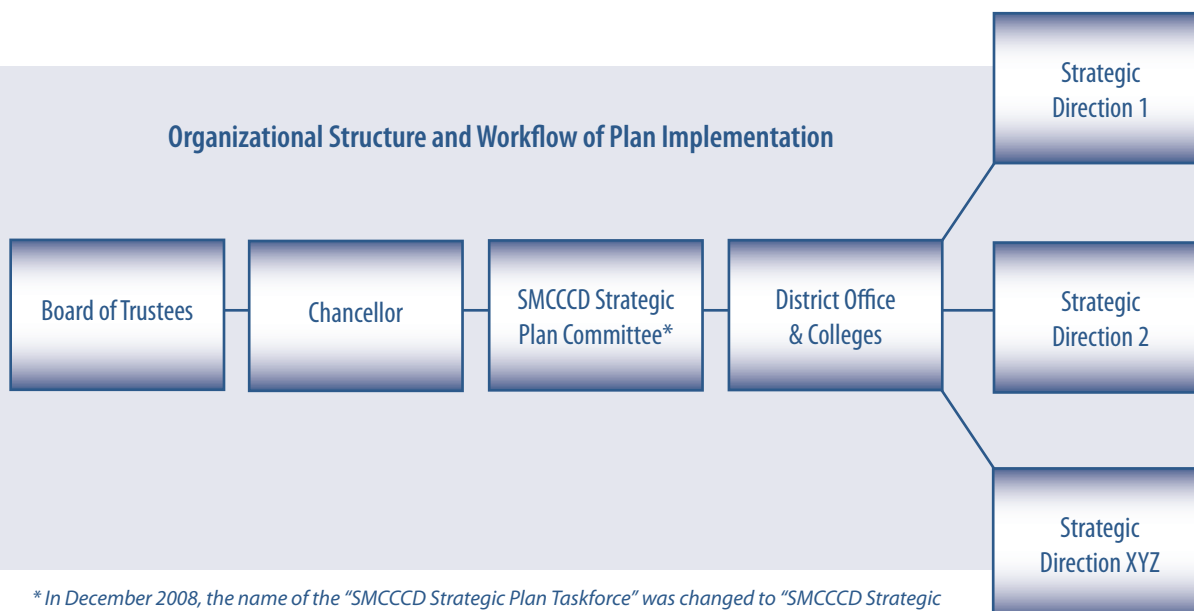 Strategic
Direction 1
Organizational Structure and Workflow of Plan Implementation
Board of Trustees
Chancellor
SMCCCD Strategic
Plan Committee*
District Office
& Colleges
Strategic
Direction 2
Strategic
Direction XYZ
* In December 2008, the name of the “SMCCCD Strategic Plan Taskforce” was changed to “SMCCCD Strategic